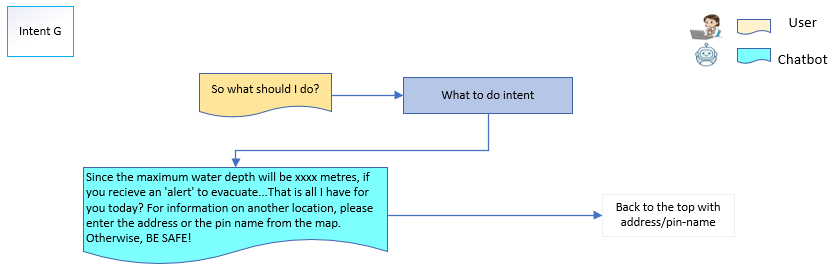 Intent G
User
Chatbot
So what should I do?
What to do intent
Since the maximum water depth will be xxxx metres, if
you recieve an 'alert' to evacuate...That is all I have for
you today? For information on another location, please
enter the address or the pin name from the map.
Otherwise, BE SAFE!
Back to the top with
address/pin-name